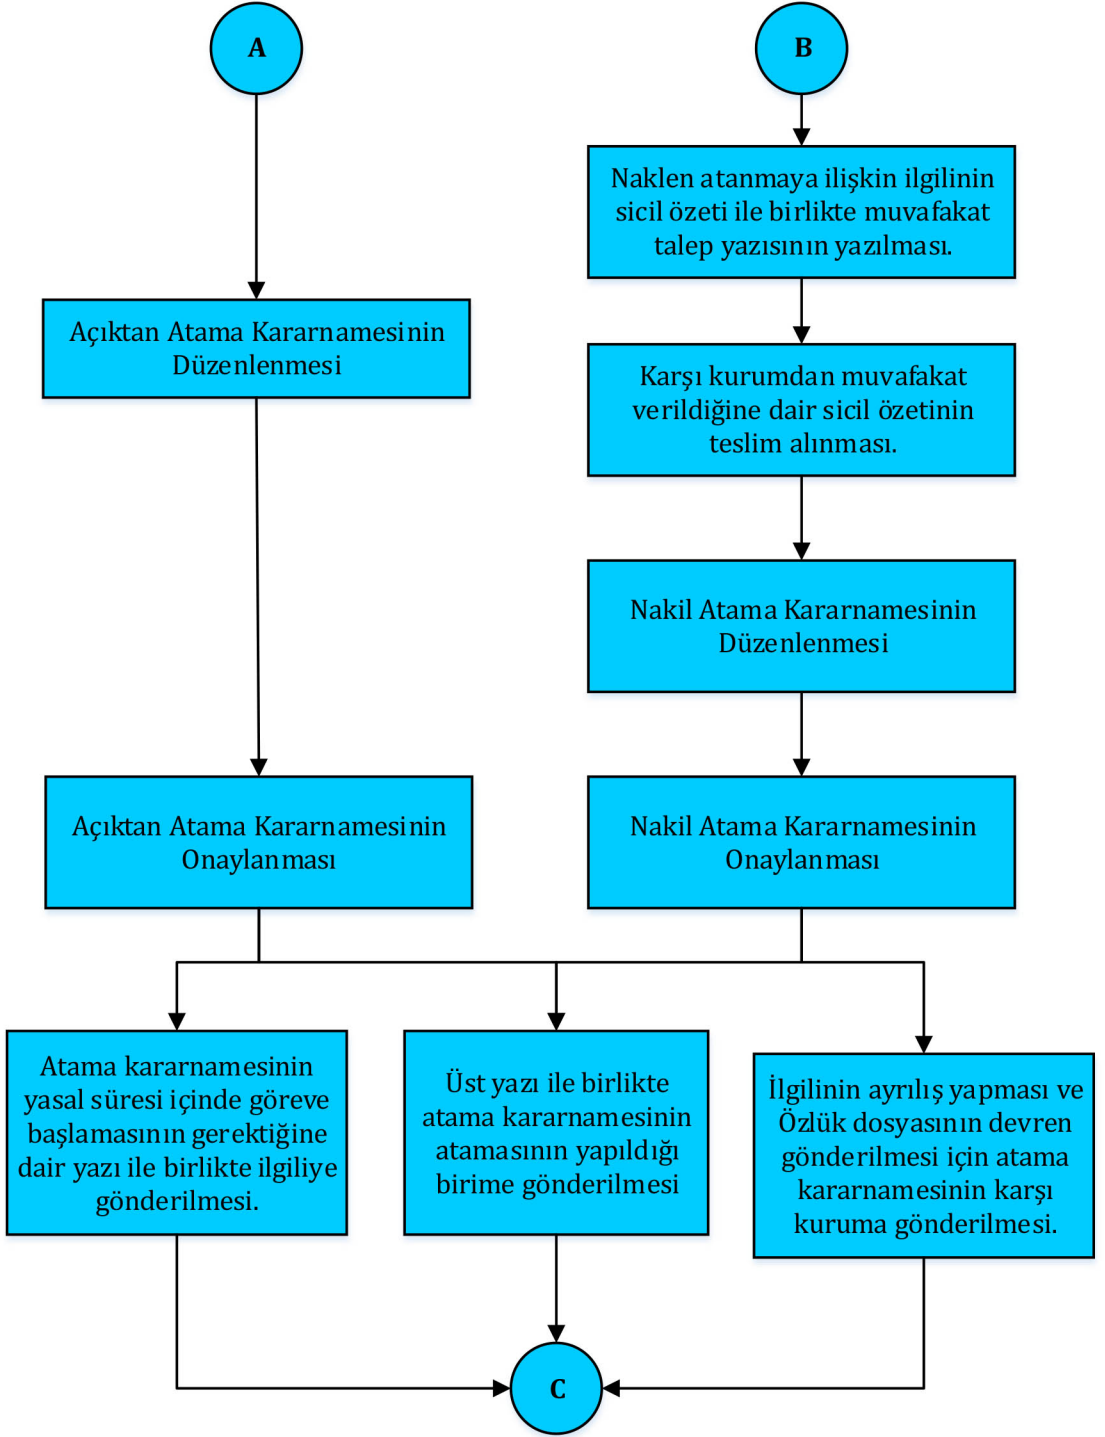 A
B
Naklen atanmaya ilişkin ilgilinin
sicil özeti ile birlikte muvafakat
talep yazısının yazılması.
Açıktan Atama Kararnamesinin
Düzenlenmesi
Karşı kurumdan muvafakat
verildiğine dair sicil özetinin
teslim alınması.
Nakil Atama Kararnamesinin
Düzenlenmesi
Açıktan Atama Kararnamesinin
Onaylanması
Nakil Atama Kararnamesinin
Onaylanması
Atama kararnamesinin
yasal süresi içinde göreve
başlamasının gerektiğine
dair yazı ile birlikte ilgiliye
gönderilmesi.
Üst yazı ile birlikte
atama kararnamesinin
atamasının yapıldığı
birime gönderilmesi
İlgilinin ayrılış yapması ve
Özlük dosyasının devren
gönderilmesi için atama
kararnamesinin karşı
kuruma gönderilmesi.
C